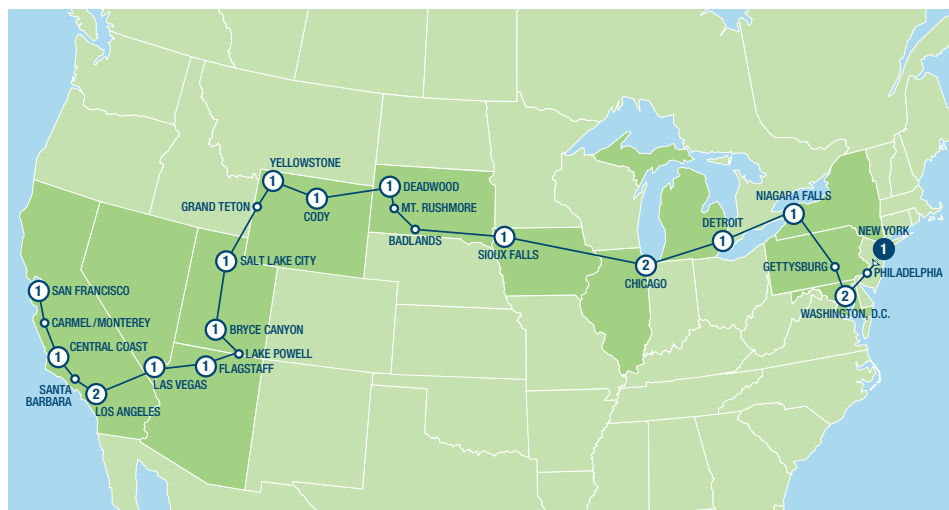 YELLOWSTONE
1
GRAND TETON
1
CODY
1
DEADWOOD
MT. RUSHMORE
BADLANDS
1
SIOUX FALLS
2
CHICAGO
DETROIT
1
NIAGARA FALLS
1
NEW YORK
1
GETTYSBURG
PHILADELPHIA
2
WASHINGTON, D.C.
1
SALT LAKE CITY
1
BRYCE CANYON
LAKE POWELL
1
FLAGSTAFF
1
LAS VEGAS
1
SAN FRANCISCO
CARMEL/MONTEREY
1
CENTRAL COAST
SANTA
BARBARA
2
LOS ANGELES